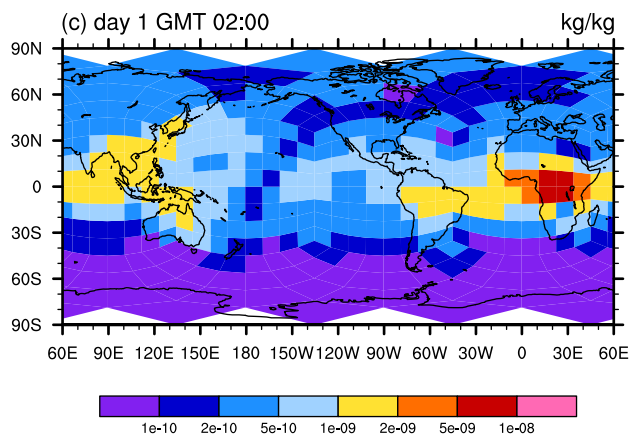 (c) day 1 GMT 02:00 kg/kg
90N
60N
30N
0
30S
60S
90S
60E 90E 120E 150E 180 150W 120W 90W 60W 30W 0 30E 60E
1e-10 2e-10 5e-10 1e-09 2e-09 5e-09 1e-08